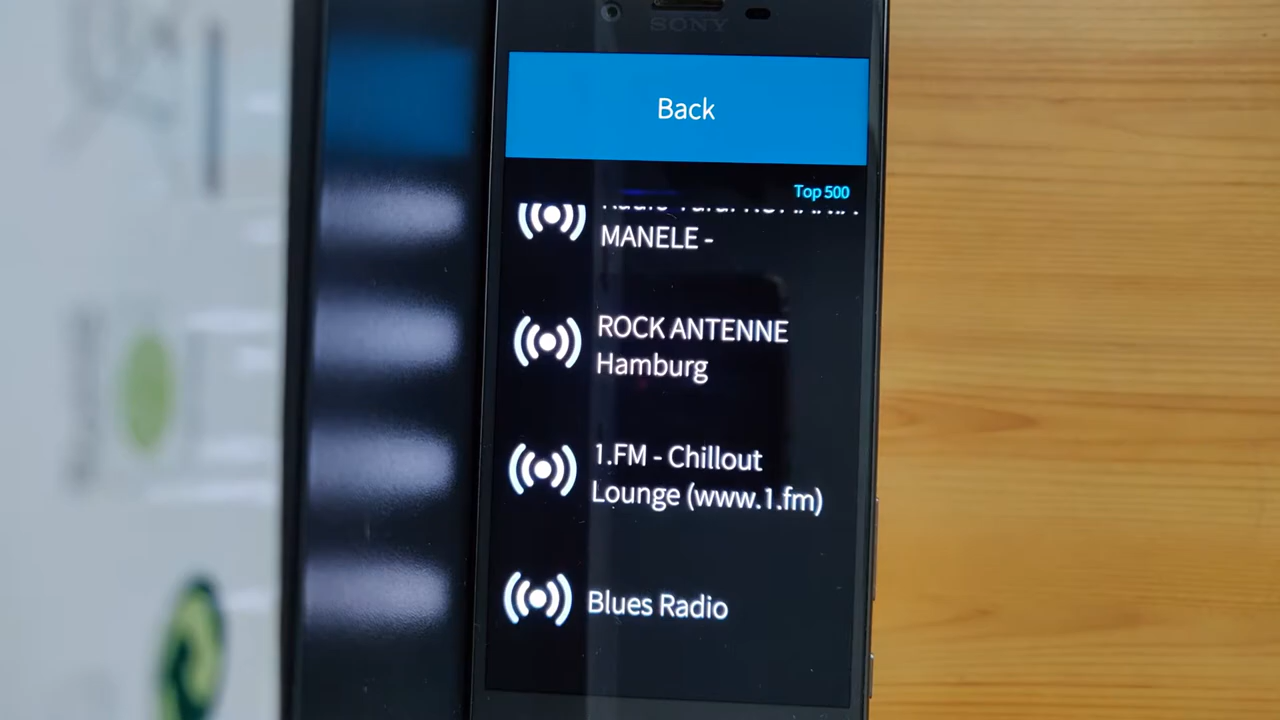 SONY
Back
Top 500
MANELE -
ROCK ANTENNE
Hamburg
1.FM - Chillout
Lounge (www.1.fm)
Blues Radio